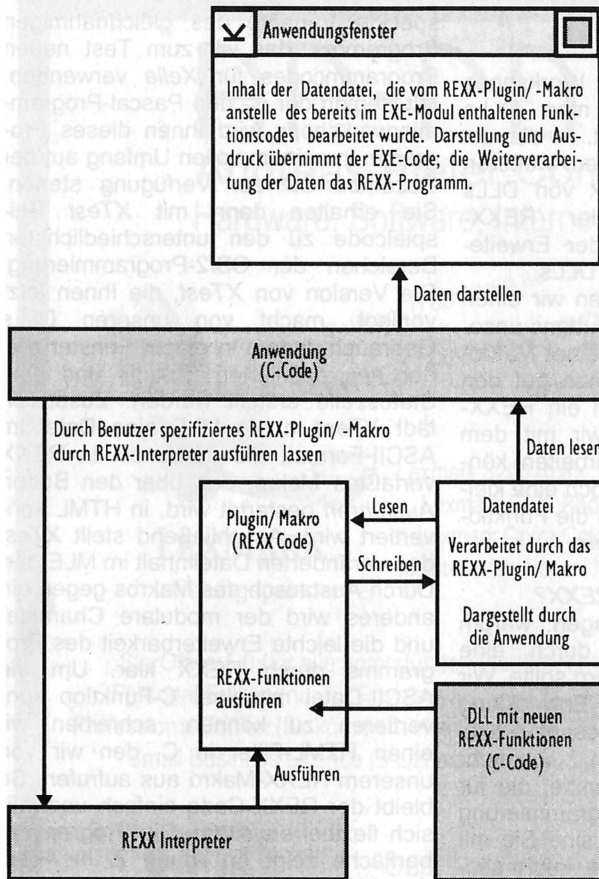 Anwendungsfenster
Inhalt der Datendatei, die vom REXX-Plugin/ -Makro
anstelle des bereits im EXE-Modul enthaltenen Funk-
tionscodes verarbeitet wurde. Darstellung und Aus-
druck übernimmt der EXE-Code; die Weiterverarbei-
tung der Daten das REXX-Programm.
Daten darstellen
Anwendung
(C-Code)
Durch Benutzer spezifiziertes REXX-Plugin/ -Makro
durch REXX-Interpreter ausführen lassen
Daten lesen
Plugin/ Makro
(REXX Code)
Lesen
Schreiben
Datendatei
Verarbeitet durch das
REXX-Plugin/ Makro
Dargestellt durch
die Anwendung
REXX-Funktionen
ausführen
DLL mit neuen
REXX-Funktionen
(C-Code)
Ausführen
REXX Interpreter